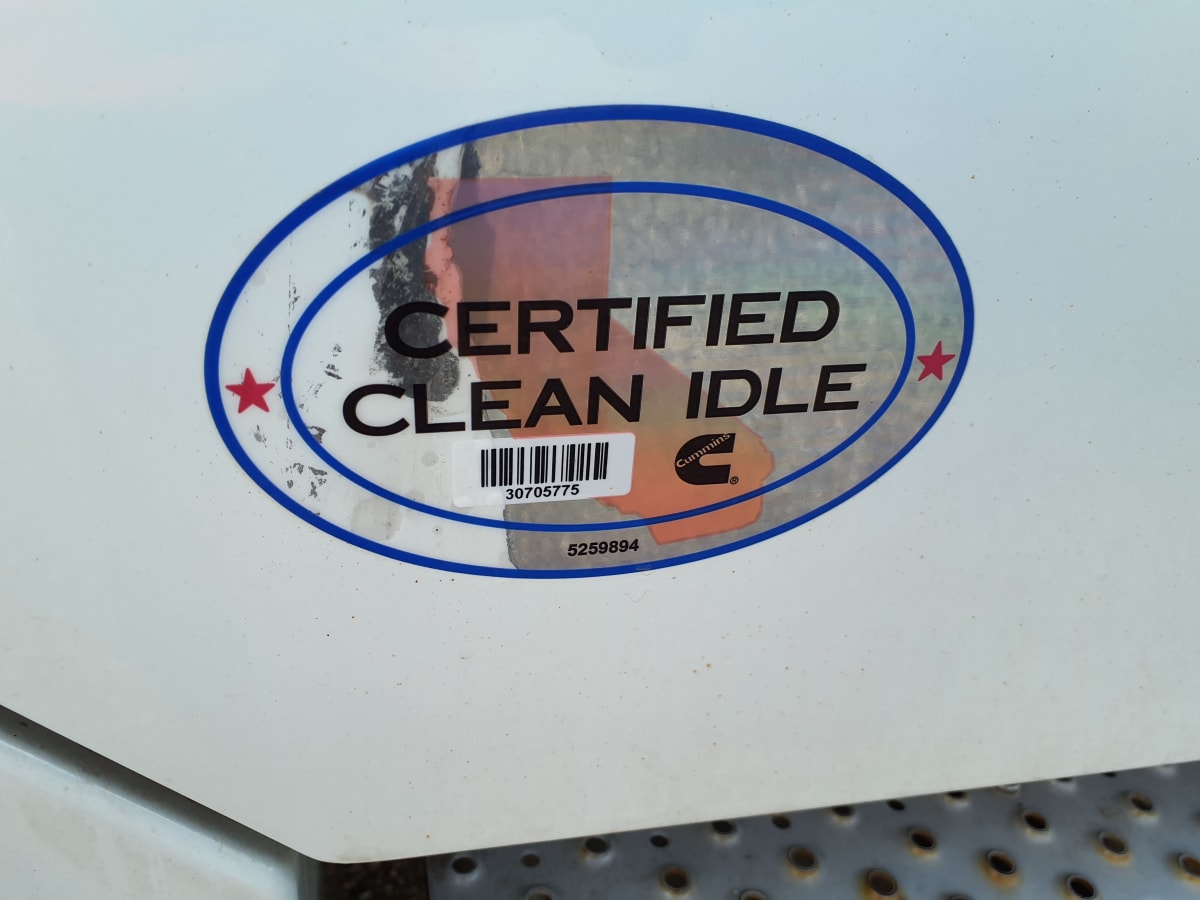 CERTIFIED
CLEAN IDLE
Cummins
®
30705775
5259894